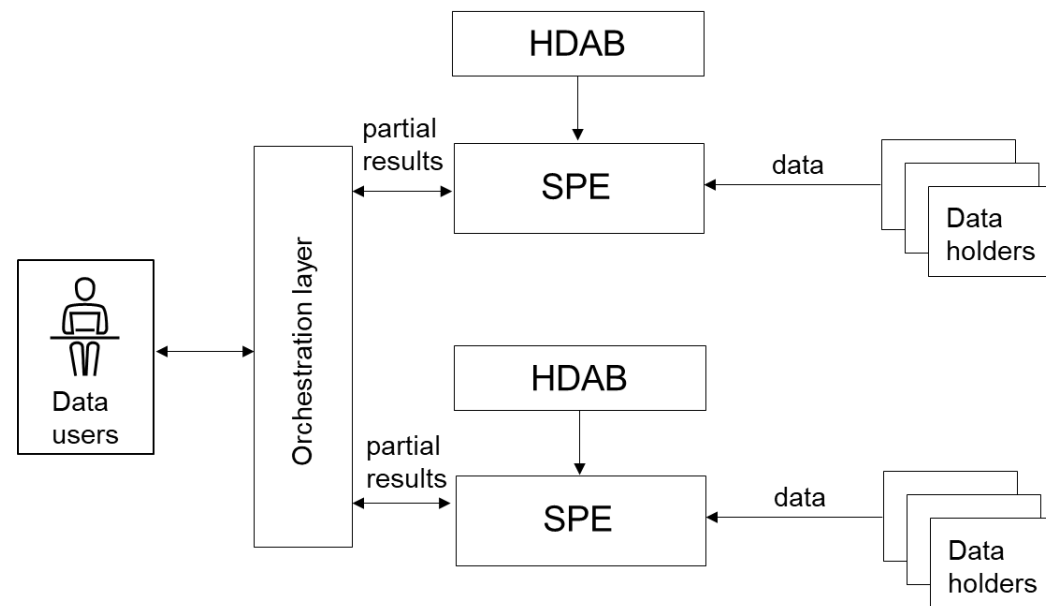 HDAB
partial
results
SPE
data
Data
holders
Orchestration layer
Data
users
HDAB
partial
results
SPE
data
Data
holders